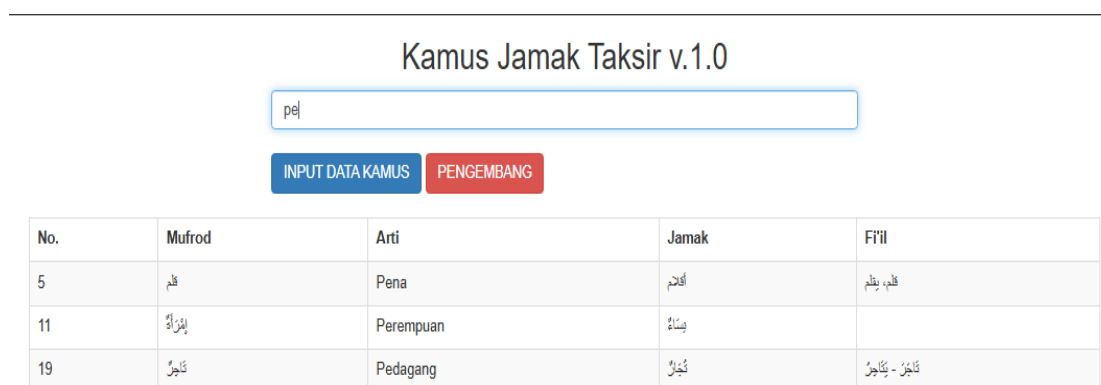 Kamus Jamak Taksir v.1.0
pe
INPUT DATA KAMUS PENGEMBANG
No. Mufrod Arti Jamak Fi'il
5 قلم Pena أقلام قلم، يقلم
11 إِمْرَأَةٌ Perempuan نِسَاءٌ
19 تَاجِرٌ Pedagang تُجَارٌ تَاجَرَ - يَتَاجِرُ